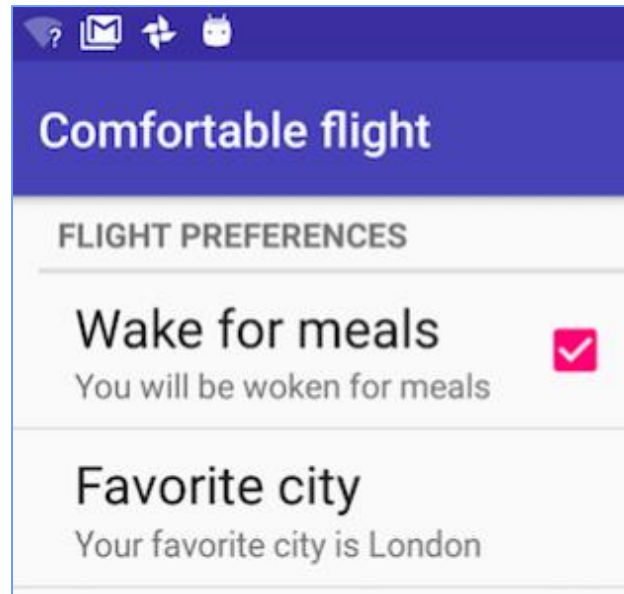 Comfortable flight
FLIGHT PREFERENCES
Wake for meals
You will be woken for meals
Favorite city
Your favorite city is London